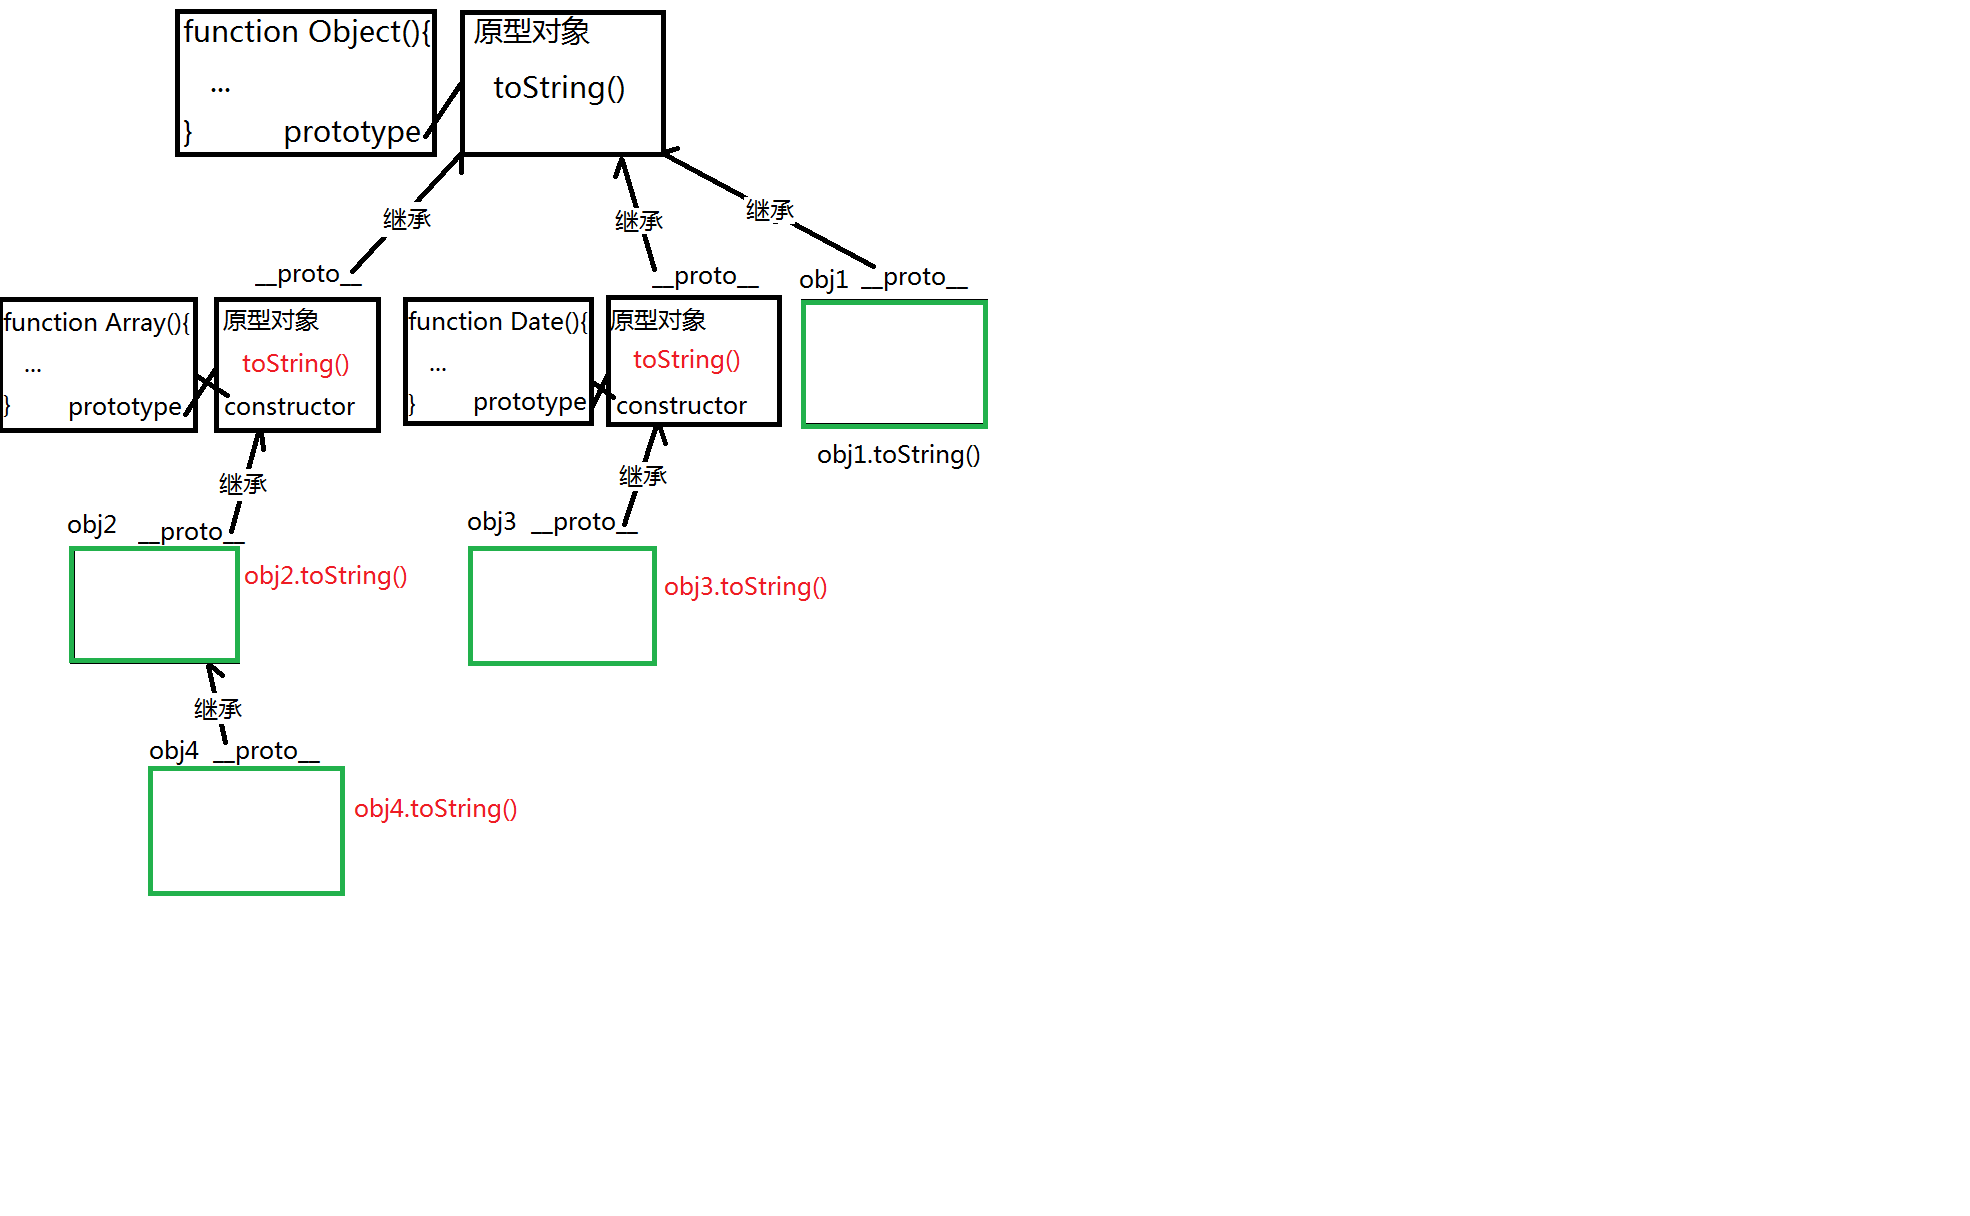 function Object(){
...
} prototype
原型对象
toString()
继承
继承
继承
__proto__
__proto__
obj1 __proto__
function Array(){
...
} prototype
原型对象
toString()
constructor
function Date(){
...
} prototype
原型对象
toString()
constructor
obj1.toString()
继承
继承
obj2 __proto__
obj2.toString()
obj3 __proto__
obj3.toString()
继承
obj4 __proto__
obj4.toString()